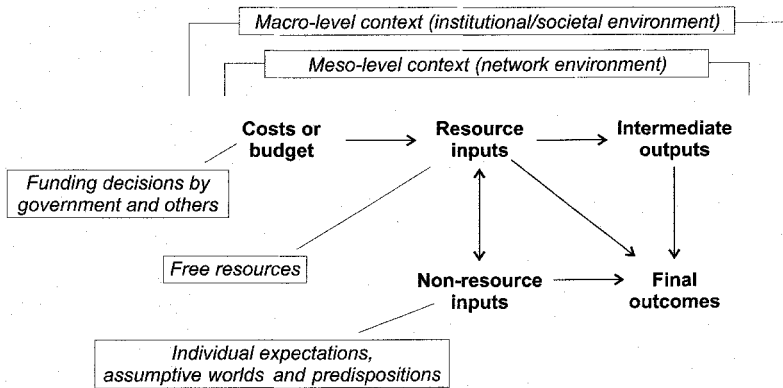 Macro-level context (institutional/societal environment)
Meso-level context (network environment)
Costs or
budget
Resource
inputs
Intermediate
outputs
Funding decisions by
government and others
Free resources
Non-resource
inputs
Final
outcomes
Individual expectations,
assumptive worlds and predispositions